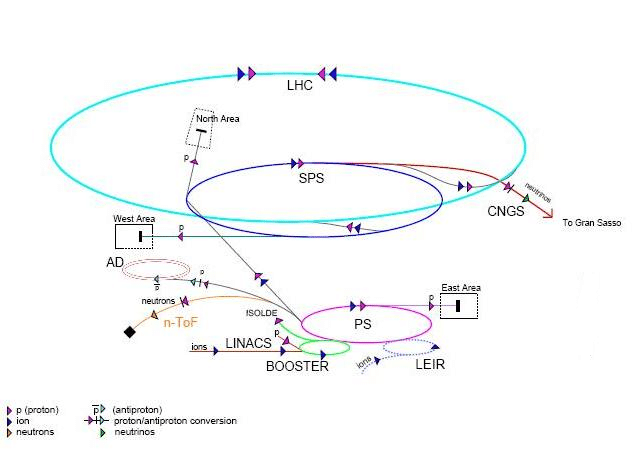 LHC
North Area
p
SPS
neutrinos
CNGS
To Gran Sasso
West Area
p
AD
p
p
neutrons
n-ToF
ISOLDE
East Area
p
PS
p
ions
LINACS
BOOSTER
ions
LEIR
p (proton)
ion
neutrons
p (antiproton)
proton/antiproton conversion
neutrinos